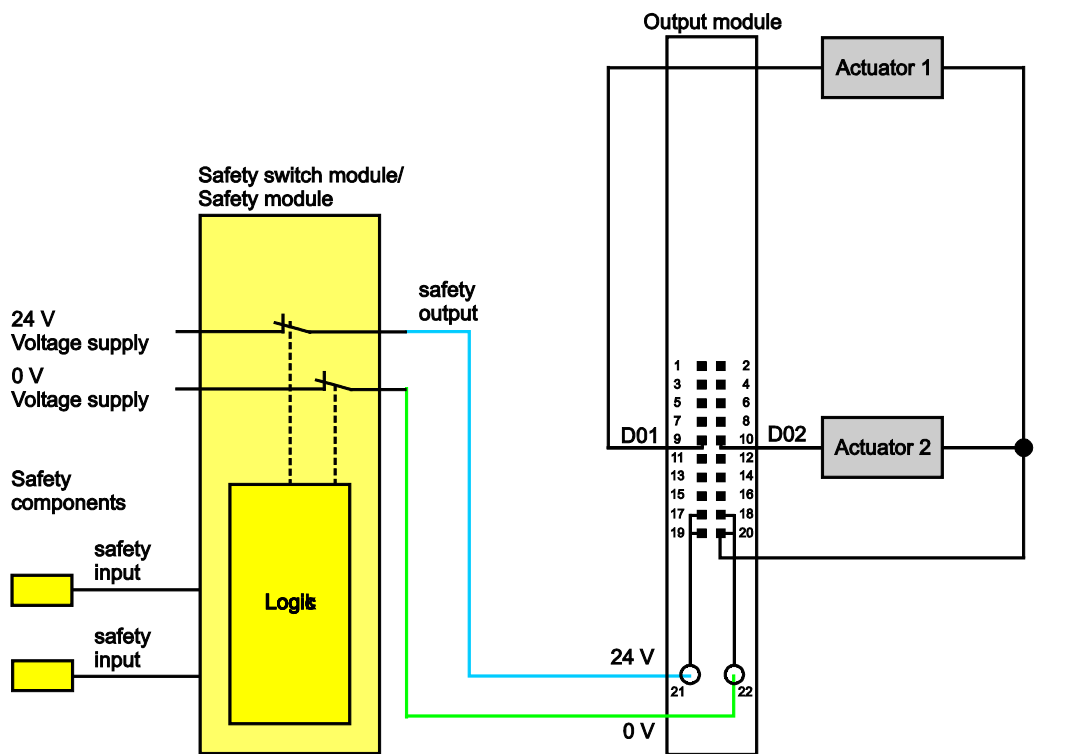 Output module
Actuator 1
Safety switch module/
Safety module
safety
output
24 V
Voltage supply
0 V
Voltage supply
1 2
3 4
5 6
7 8
D01 9 10 D02
11 12
13 14
15 16
17 18
19 20
Actuator 2
Safety
components
safety
input
Logik
safety
input
24 V
21 22
0 V